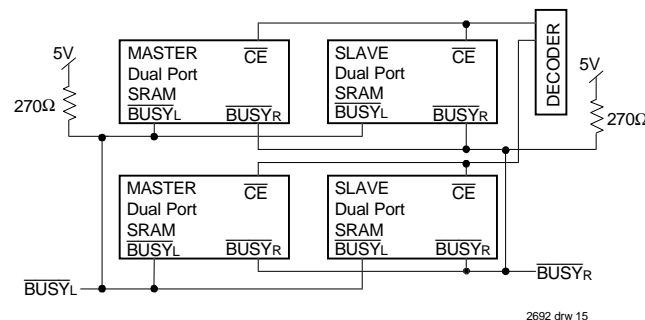 MASTER
Dual Port
SRAM
BUSYL
CE
BUSYR
SLAVE
Dual Port
SRAM
BUSYL
CE
BUSYR
DECODER
5V
270Ω
5V
270Ω
MASTER
Dual Port
SRAM
BUSYL
CE
BUSYR
SLAVE
Dual Port
SRAM
BUSYL
CE
BUSYR
BUSYL
BUSYR
2692 drw 15